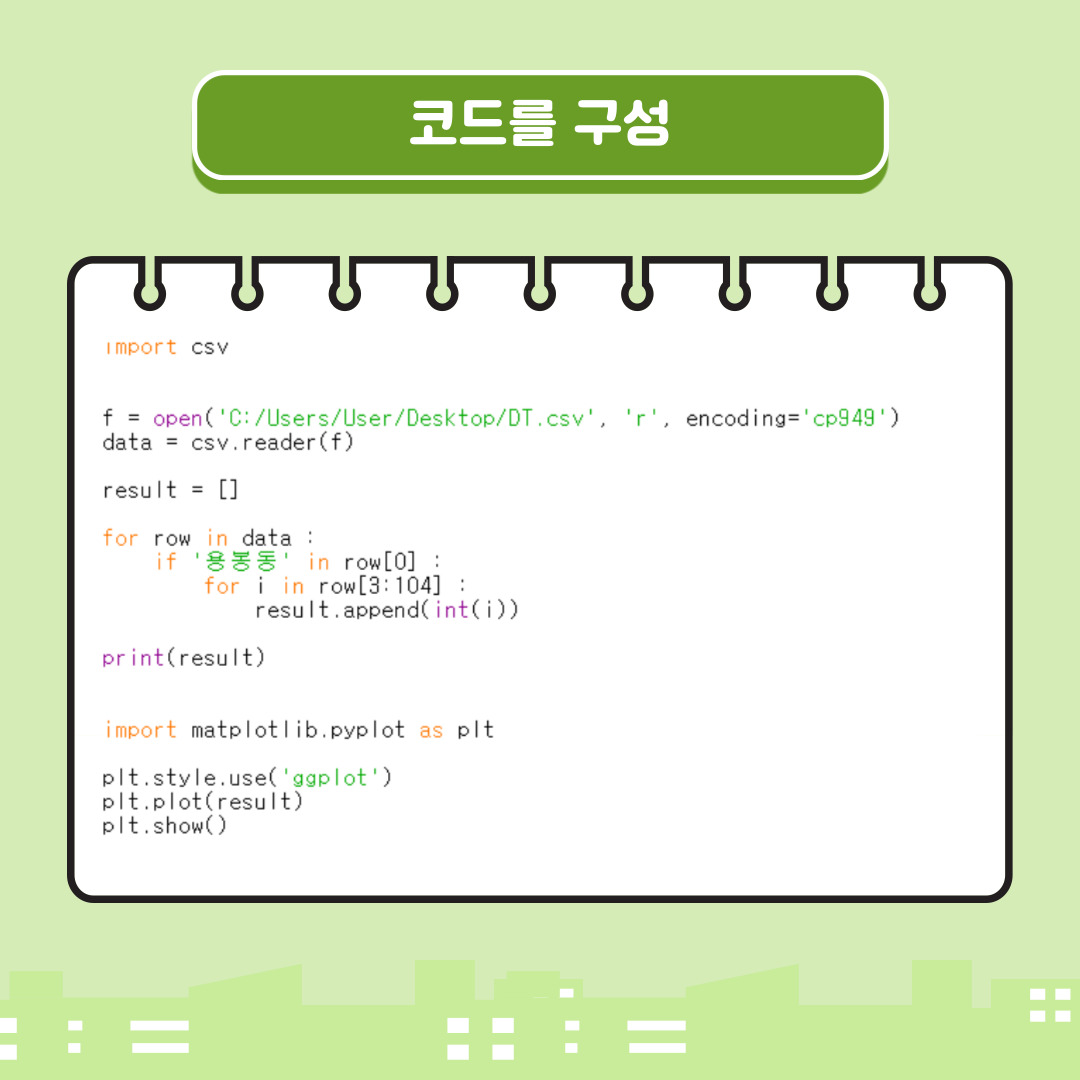 코드를 구성
import csv
f = open('C:/Users/User/Desktop/DT.csv', 'r', encoding='cp949')
data = csv.reader(f)
result = []
for row in data :
    if '용봉동' in row[0] :
        for i in row[3:104] :
            result.append(int(i))
print(result)
import matplotlib.pyplot as plt
plt.style.use('ggplot')
plt.plot(result)
plt.show()